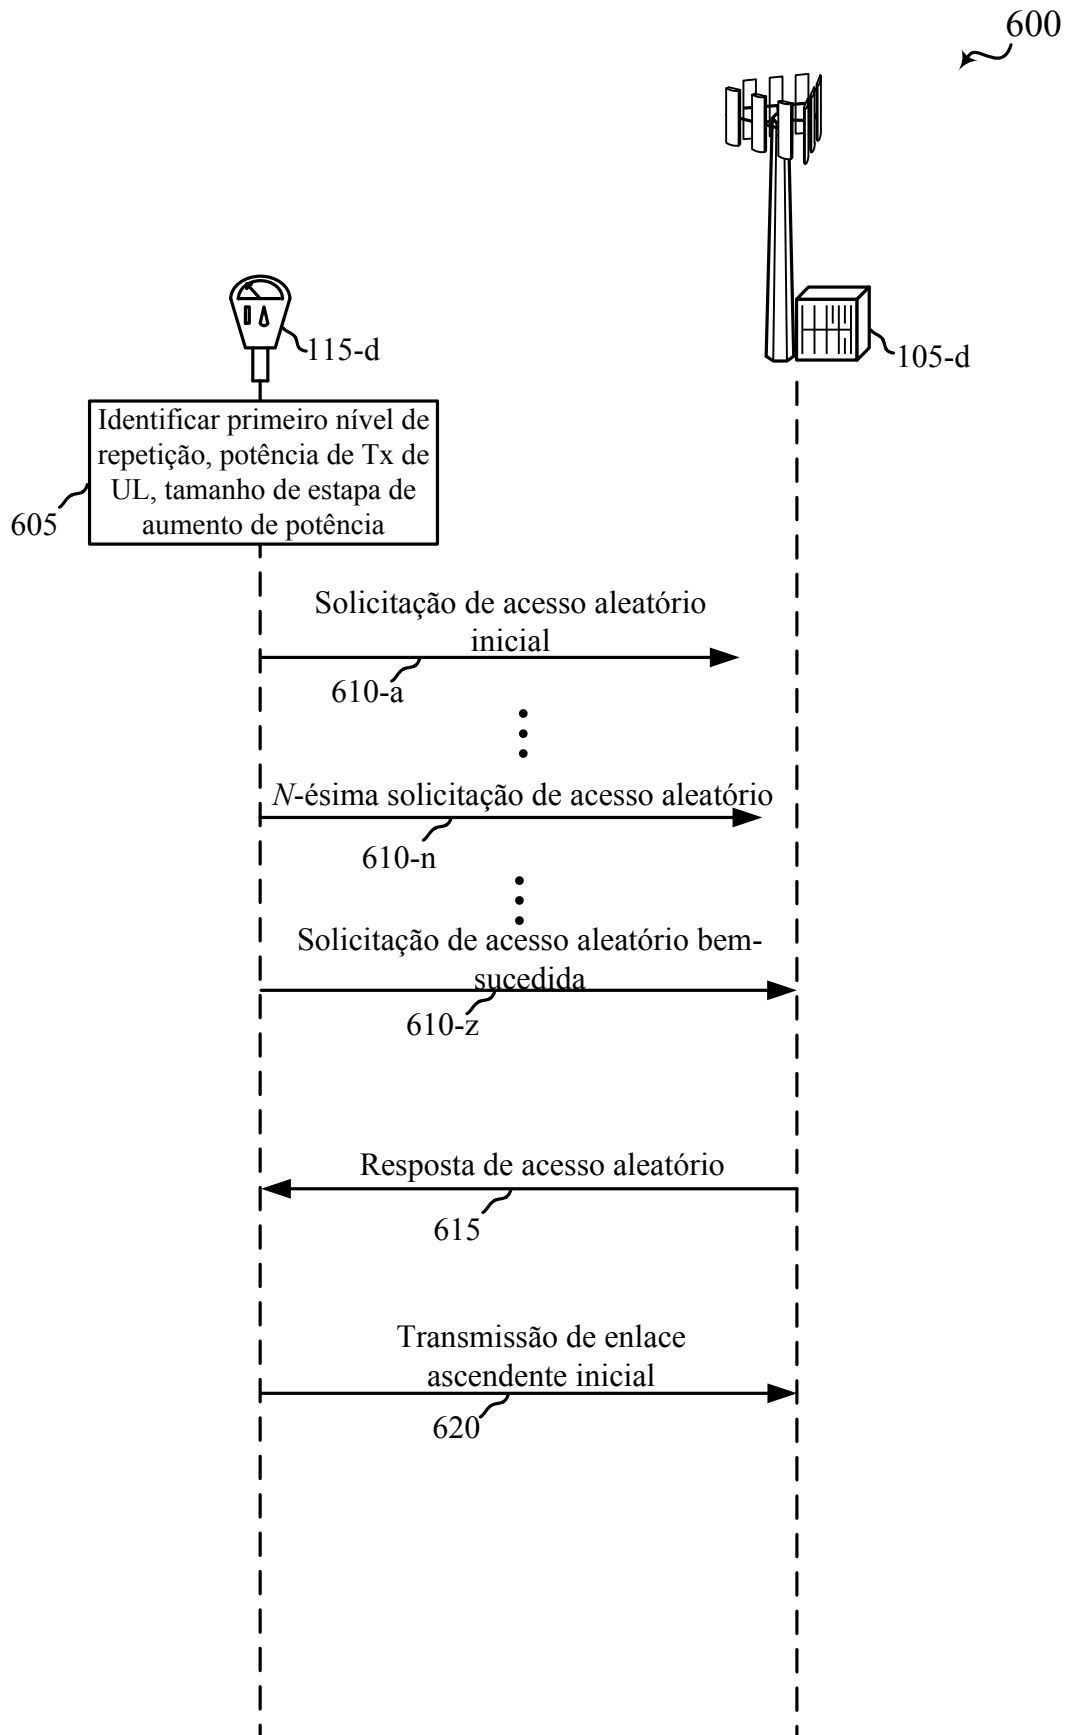 600
115-d
105-d
Identificar primeiro nível de
repetição, potência de Tx de
UL, tamanho de estapa de
aumento de potência
605
Solicitação de acesso aleatório
inicial
610-a
N-ésima solicitação de acesso aleatório
610-n
Solicitação de acesso aleatório bem-
sucedida
610-z
Resposta de acesso aleatório
615
Transmissão de enlace
ascendente inicial
620